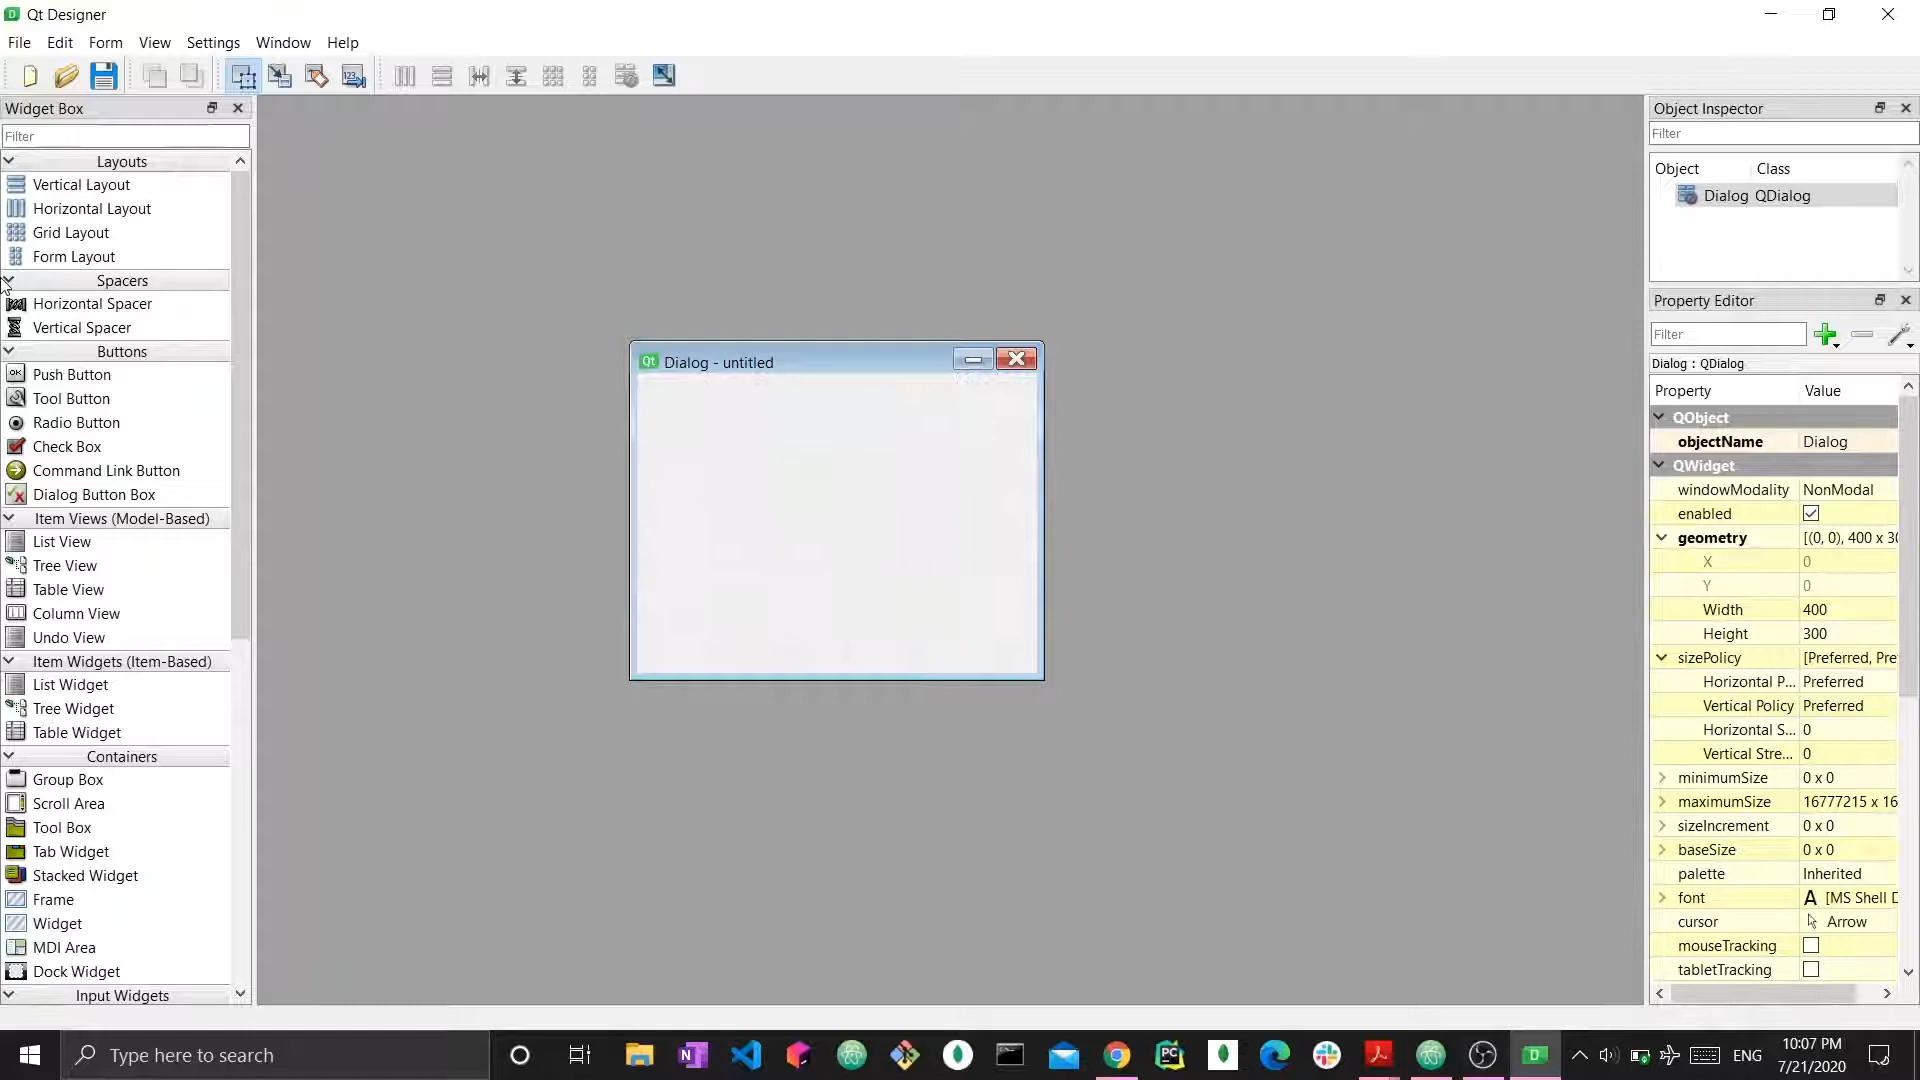 Qt Designer
File Edit Form View Settings Window Help
Widget Box
Filter
Layouts
Vertical Layout
Horizontal Layout
Grid Layout
Form Layout
Spacers
Horizontal Spacer
Vertical Spacer
Buttons
Push Button
Tool Button
Radio Button
Check Box
Command Link Button
Dialog Button Box
Item Views (Model-Based)
List View
Tree View
Table View
Column View
Undo View
Item Widgets (Item-Based)
List Widget
Tree Widget
Table Widget
Containers
Group Box
Scroll Area
Tool Box
Tab Widget
Stacked Widget
Frame
Widget
MDI Area
Dock Widget
Input Widgets
Qt Dialog - untitled
Object Inspector
Filter
Object Class
Dialog QDialog
Property Editor
Filter
Dialog : QDialog
Property Value
QObject
objectName Dialog
QWidget
windowModality NonModal
enabled
geometry [(0, 0), 400 x 30
X 0
Y 0
Width 400
Height 300
sizePolicy [Preferred, Pre
Horizontal P... Preferred
Vertical Policy Preferred
Horizontal S... 0
Vertical Stre... 0
minimumSize 0 x 0
maximumSize 16777215 x 16
sizeIncrement 0 x 0
baseSize 0 x 0
palette Inherited
font A [MS Shell D
cursor Arrow
mouseTracking
tabletTracking
Type here to search
ENG
10:07 PM
7/21/2020